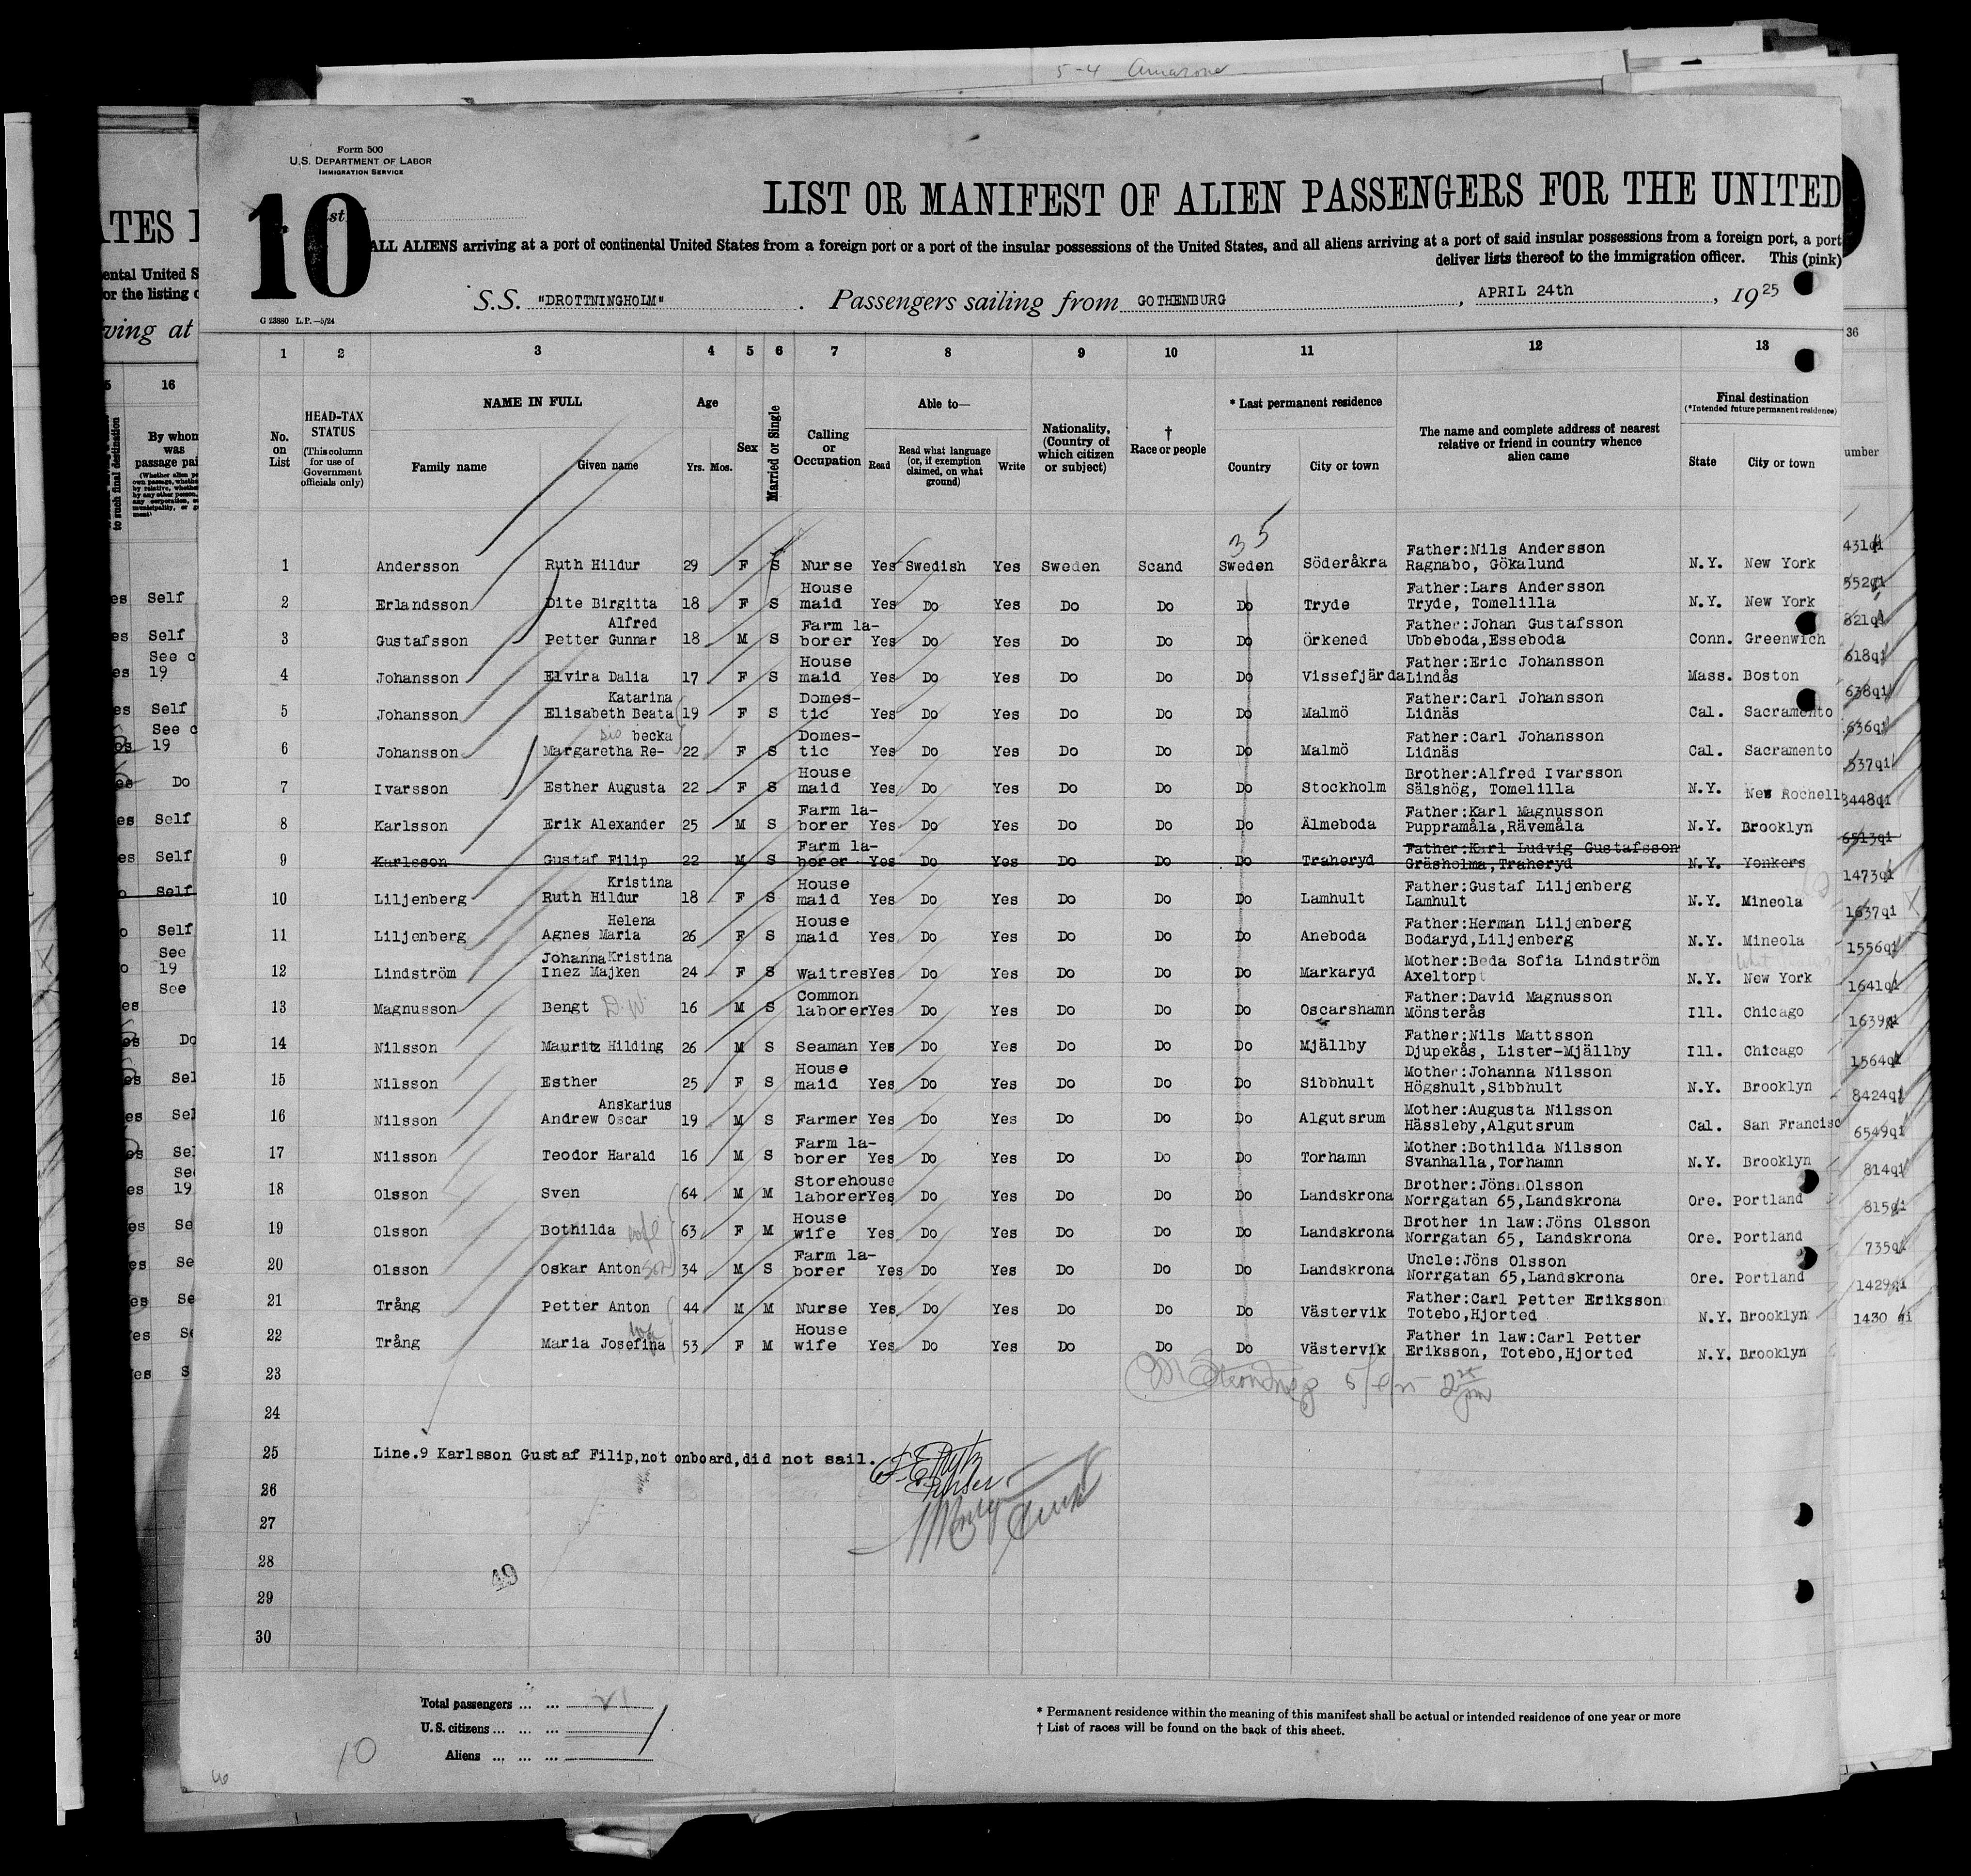 5-4
Form 500
U.S. DEPARTMENT OF LABOR
IMMIGRATION SERVICE
10
LIST OR MANIFEST OF ALIEN PASSENGERS FOR THE UNITED
ALL ALIENS arriving at a port of continental United States from a foreign port or a port of the insular possessions of the United States, and all aliens arriving at a port of said insular possessions from a foreign port, a port
deliver lists thereof to the immigration officer. This (pink)
S.S. "DROTTNINGHOLM" . Passengers sailing from GOTHENBURG , APRIL 24th , 1925
G 23880 L.P.—5/24
1 2 3 4 5 6 7 8 9 10 11 12 13
No. on List
HEAD-TAX STATUS (This column for use of Government officials only)
NAME IN FULL
Family name Given name
Age
Yrs. Mos.
Sex
Married or Single
Calling or Occupation
Able to—
Read
Read what language (or, if exemption claimed, on what ground)
Write
Nationality, (Country of which citizen or subject)
† Race or people
* Last permanent residence
Country City or town
The name and complete address of nearest relative or friend in country whence alien came
Final destination
(*Intended future permanent residence)
State City or town
35
1 Andersson Ruth Hildur 29 F S Nurse Yes Swedish Yes Sweden Scand Sweden Söderåkra Father:Nils Andersson Ragnabo, Gökalund N.Y. New York
2 Erlandsson Dite Birgitta 18 F S House maid Yes Do Yes Do Do Do Tryde Father:Lars Andersson Tryde, Tomelilla N.Y. New York
3 Gustafsson Petter Gunnar Alfred 18 M S Farm la- borer Yes Do Yes Do Do Do Örkened Father:Johan Gustafsson Ubbeboda,Esseboda Conn. Greenwich
4 Johansson Elvira Dalia 17 F S House maid Yes Do Yes Do Do Do Vissefjärda Father:Eric Johansson Lindås Mass. Boston
5 Johansson Elisabeth Beata Katarina 19 F S Domes- tic Yes Do Yes Do Do Do Malmö Father:Carl Johansson Lidnäs Cal. Sacramento
6 Johansson Margaretha Re- becka sis 22 F S Domes- tic Yes Do Yes Do Do Do Malmö Father:Carl Johansson Lidnäs Cal. Sacramento
7 Ivarsson Esther Augusta 22 F S House maid Yes Do Yes Do Do Do Stockholm Brother:Alfred Ivarsson Sälshög, Tomelilla N.Y. New Rochell
8 Karlsson Erik Alexander 25 M S Farm la- borer Yes Do Yes Do Do Do Älmeboda Father:Karl Magnusson Puppramåla,Rävemåla N.Y. Brooklyn
9 Karlsson Gustaf Filip 22 M S Farm la- borer Yes Do Yes Do Do Do Traheryd Father:Karl Ludvig Gustafsson Gräsholma,Traheryd N.Y. Yonkers
10 Liljenberg Ruth Hildur Kristina 18 F S House maid Yes Do Yes Do Do Do Lamhult Father:Gustaf Liljenberg Lamhult N.Y. Mineola
11 Liljenberg Agnes Maria Helena 26 F S House maid Yes Do Yes Do Do Do Aneboda Father:Herman Liljenberg Bodaryd,Liljenberg N.Y. Mineola
12 Lindström Johanna Kristina Inez Majken 24 F S Waitres Yes Do Yes Do Do Do Markaryd Mother:Beda Sofia Lindström Axeltorp N.Y. New York
13 Magnusson Bengt D.W. 16 M S Common laborer Yes Do Yes Do Do Do Oscarshamn Father:David Magnusson Mönsterås Ill. Chicago
14 Nilsson Mauritz Hilding 26 M S Seaman Yes Do Yes Do Do Do Mjällby Father:Nils Mattsson Djupekås, Lister-Mjällby Ill. Chicago
15 Nilsson Esther 25 F S House maid Yes Do Yes Do Do Do Sibbhult Mother:Johanna Nilsson Högshult,Sibbhult N.Y. Brooklyn
16 Nilsson Andrew Oscar Anskarius 19 M S Farmer Yes Do Yes Do Do Do Algutsrum Mother:Augusta Nilsson Hässleby,Algutsrum Cal. San Francisc
17 Nilsson Teodor Harald 16 M S Farm la- borer Yes Do Yes Do Do Do Torhamn Mother:Bothilda Nilsson Svanhalla,Torhamn N.Y. Brooklyn
18 Olsson Sven 64 M M Storehouse laborer Yes Do Yes Do Do Do Landskrona Brother:Jöns Olsson Norrgatan 65,Landskrona Ore. Portland
19 Olsson Bothilda wife 63 F M House wife Yes Do Yes Do Do Do Landskrona Brother in law:Jöns Olsson Norrgatan 65, Landskrona Ore. Portland
20 Olsson Oskar Anton son 34 M S Farm la- borer Yes Do Yes Do Do Do Landskrona Uncle:Jöns Olsson Norrgatan 65,Landskrona Ore. Portland
21 Trång Petter Anton 44 M M Nurse Yes Do Yes Do Do Do Västervik Father:Carl Petter Eriksson Totebo,Hjorted N.Y. Brooklyn
22 Trång Maria Josefina 53 F M House wife Yes Do Yes Do Do Do Västervik Father in law:Carl Petter Eriksson, Totebo,Hjorted N.Y. Brooklyn
23
24
25 Line.9 Karlsson Gustaf Filip,not onboard,did not sail.
Purser
26
27
28
49
29
30
Total passengers ... ... 21
U.S. citizens ... ... ...
Aliens ... ... ...
10
* Permanent residence within the meaning of this manifest shall be actual or intended residence of one year or more
† List of races will be found on the back of this sheet.